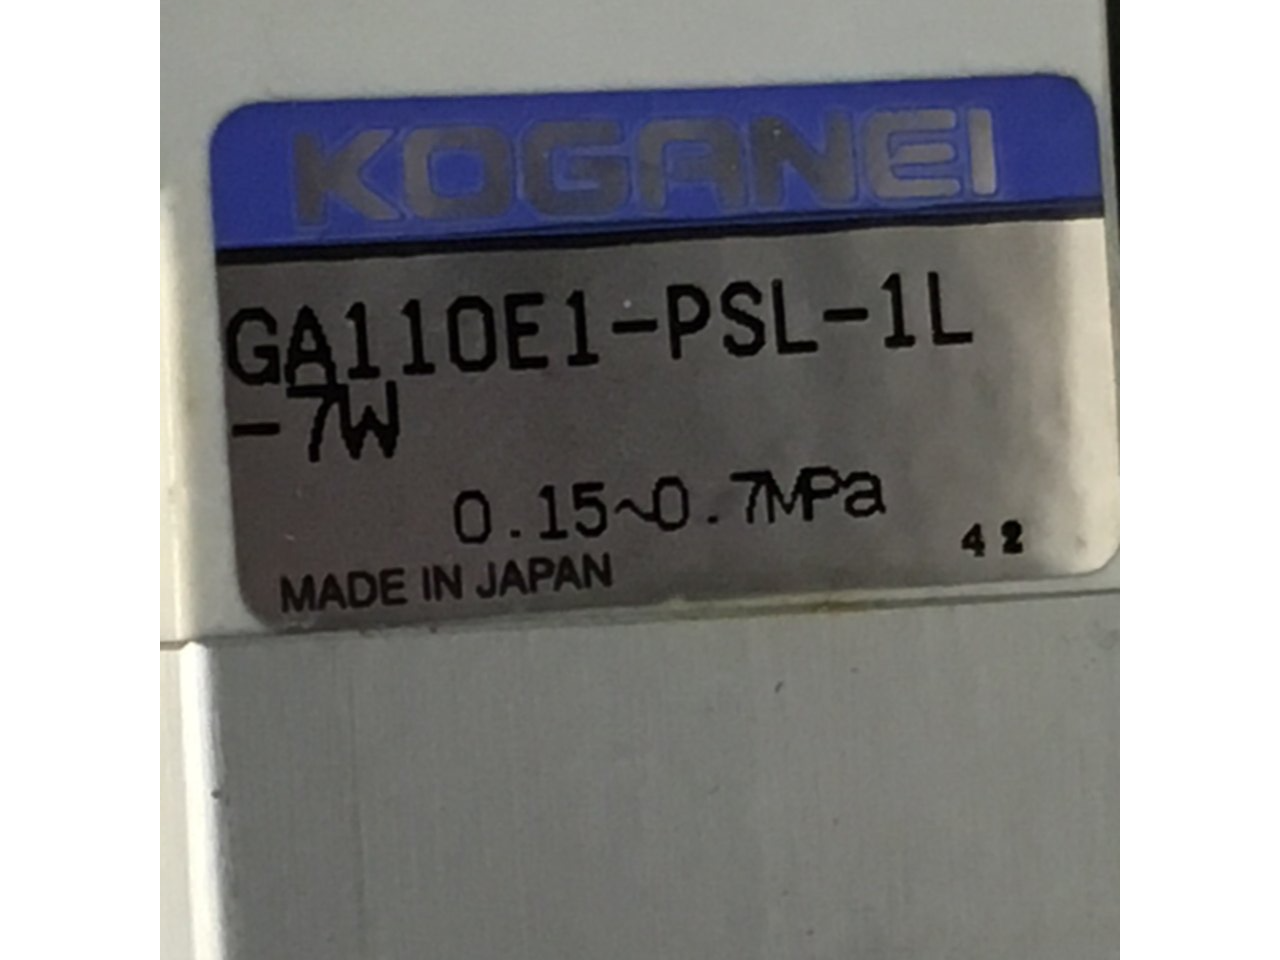 KOGANEI
GA110E1-PSL-1L
-7W
0.15~0.7MPa
42
MADE IN JAPAN